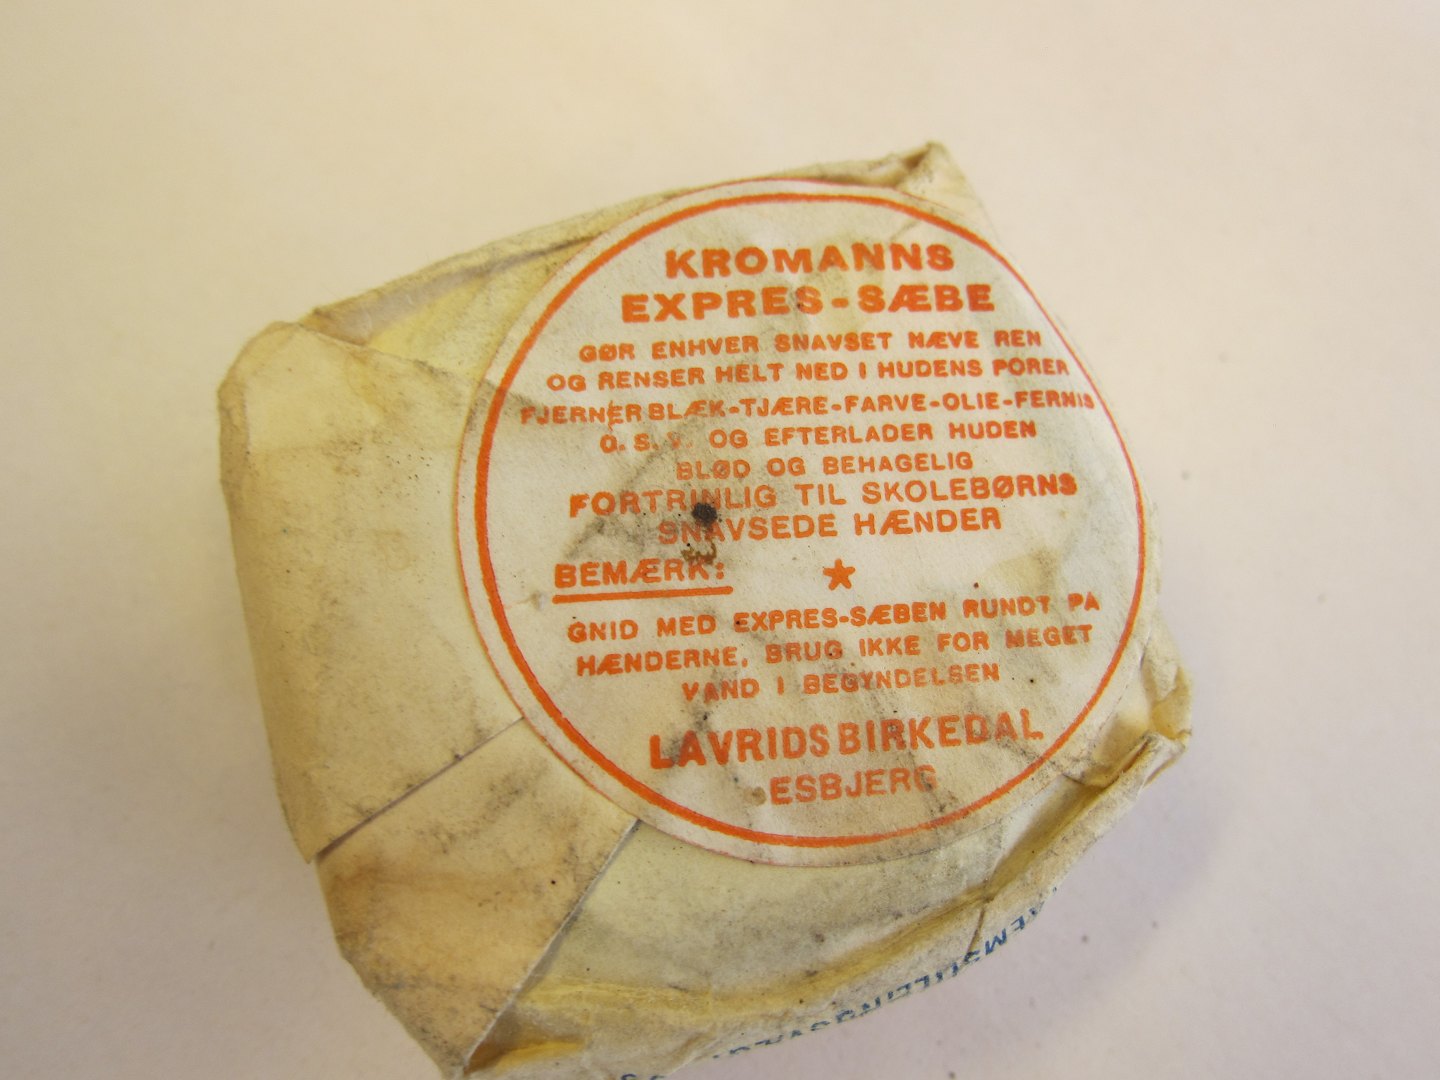 KROMANNS
EXPRES-SÆBE
GØR ENHVER SNAVSET NÆVE REN
OG RENSER HELT NED I HUDENS PORER
FJERNER BLÆK-TJÆRE-FARVE-OLIE-FERNIS
O.S.V. OG EFTERLADER HUDEN
BLØD OG BEHAGELIG
FORTRINLIG TIL SKOLEBØRNS
SNAVSEDE HÆNDER
BEMÆRK:
GNID MED EXPRES-SÆBEN RUNDT PA
HÆNDERNE, BRUG IKKE FOR MEGET
VAND I BEGYNDELSEN
LAVRIDS BIRKEDAL
ESBJERG